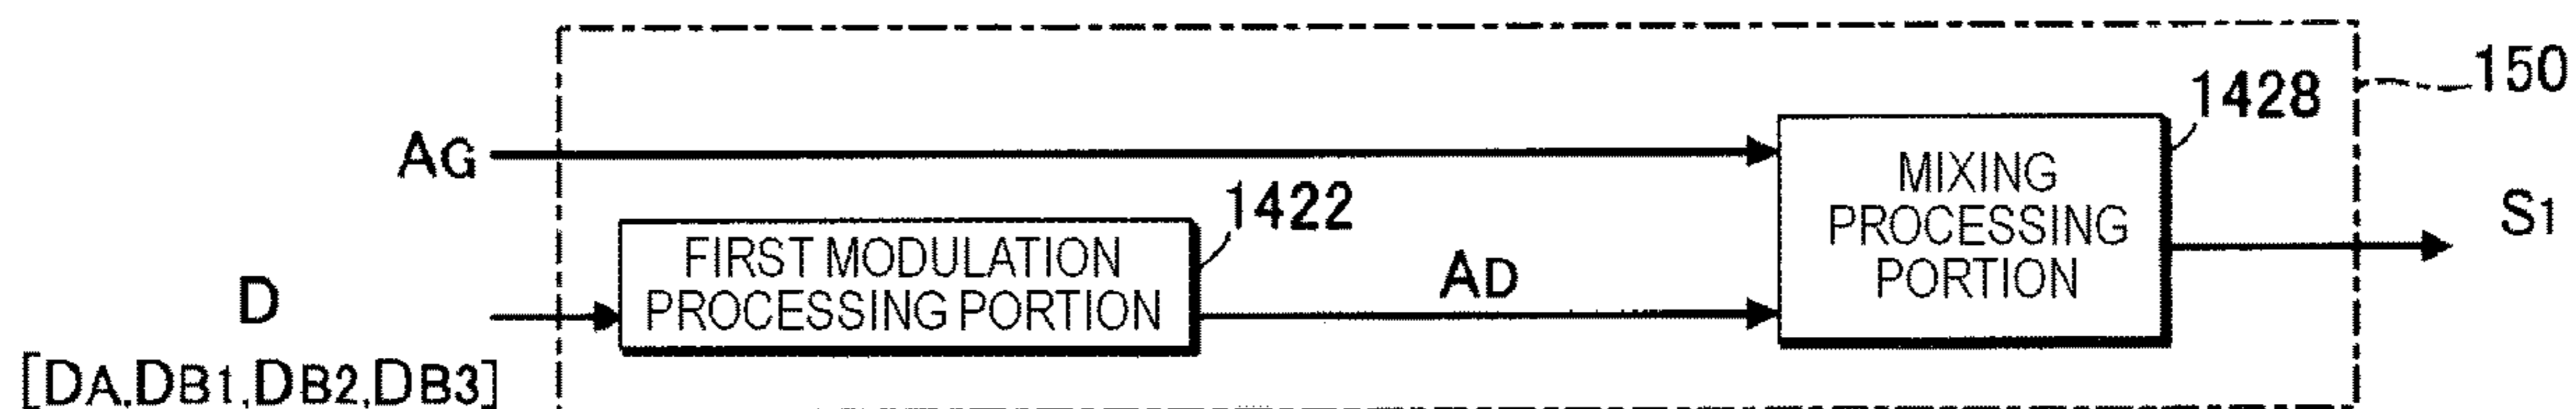 150
1428
AG
MIXING
PROCESSING
PORTION
S1
1422
FIRST MODULATION
PROCESSING PORTION
AD
D
[DA,DB1,DB2,DB3]